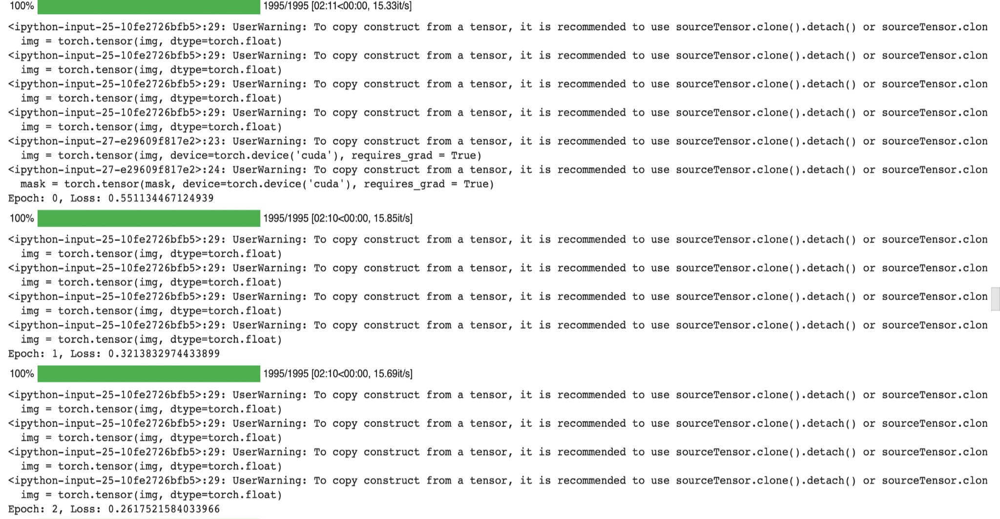 100% 1995/1995 [02:11<00:00, 15.33it/s]
<ipython-input-25-10fe2726bfb5>:29: UserWarning: To copy construct from a tensor, it is recommended to use sourceTensor.clone().detach() or sourceTensor.clon
img = torch.tensor(img, dtype=torch.float)
<ipython-input-25-10fe2726bfb5>:29: UserWarning: To copy construct from a tensor, it is recommended to use sourceTensor.clone().detach() or sourceTensor.clon
img = torch.tensor(img, dtype=torch.float)
<ipython-input-25-10fe2726bfb5>:29: UserWarning: To copy construct from a tensor, it is recommended to use sourceTensor.clone().detach() or sourceTensor.clon
img = torch.tensor(img, dtype=torch.float)
<ipython-input-25-10fe2726bfb5>:29: UserWarning: To copy construct from a tensor, it is recommended to use sourceTensor.clone().detach() or sourceTensor.clon
img = torch.tensor(img, dtype=torch.float)
<ipython-input-27-e29609f817e2>:23: UserWarning: To copy construct from a tensor, it is recommended to use sourceTensor.clone().detach() or sourceTensor.clon
img = torch.tensor(img, device=torch.device('cuda'), requires_grad = True)
<ipython-input-27-e29609f817e2>:24: UserWarning: To copy construct from a tensor, it is recommended to use sourceTensor.clone().detach() or sourceTensor.clon
mask = torch.tensor(mask, device=torch.device('cuda'), requires_grad = True)
Epoch: 0, Loss: 0.551134467124939
100% 1995/1995 [02:10<00:00, 15.85it/s]
<ipython-input-25-10fe2726bfb5>:29: UserWarning: To copy construct from a tensor, it is recommended to use sourceTensor.clone().detach() or sourceTensor.clon
img = torch.tensor(img, dtype=torch.float)
<ipython-input-25-10fe2726bfb5>:29: UserWarning: To copy construct from a tensor, it is recommended to use sourceTensor.clone().detach() or sourceTensor.clon
img = torch.tensor(img, dtype=torch.float)
<ipython-input-25-10fe2726bfb5>:29: UserWarning: To copy construct from a tensor, it is recommended to use sourceTensor.clone().detach() or sourceTensor.clon
img = torch.tensor(img, dtype=torch.float)
<ipython-input-25-10fe2726bfb5>:29: UserWarning: To copy construct from a tensor, it is recommended to use sourceTensor.clone().detach() or sourceTensor.clon
img = torch.tensor(img, dtype=torch.float)
Epoch: 1, Loss: 0.3213832974433899
100% 1995/1995 [02:10<00:00, 15.69it/s]
<ipython-input-25-10fe2726bfb5>:29: UserWarning: To copy construct from a tensor, it is recommended to use sourceTensor.clone().detach() or sourceTensor.clon
img = torch.tensor(img, dtype=torch.float)
<ipython-input-25-10fe2726bfb5>:29: UserWarning: To copy construct from a tensor, it is recommended to use sourceTensor.clone().detach() or sourceTensor.clon
img = torch.tensor(img, dtype=torch.float)
<ipython-input-25-10fe2726bfb5>:29: UserWarning: To copy construct from a tensor, it is recommended to use sourceTensor.clone().detach() or sourceTensor.clon
img = torch.tensor(img, dtype=torch.float)
<ipython-input-25-10fe2726bfb5>:29: UserWarning: To copy construct from a tensor, it is recommended to use sourceTensor.clone().detach() or sourceTensor.clon
img = torch.tensor(img, dtype=torch.float)
Epoch: 2, Loss: 0.2617521584033966